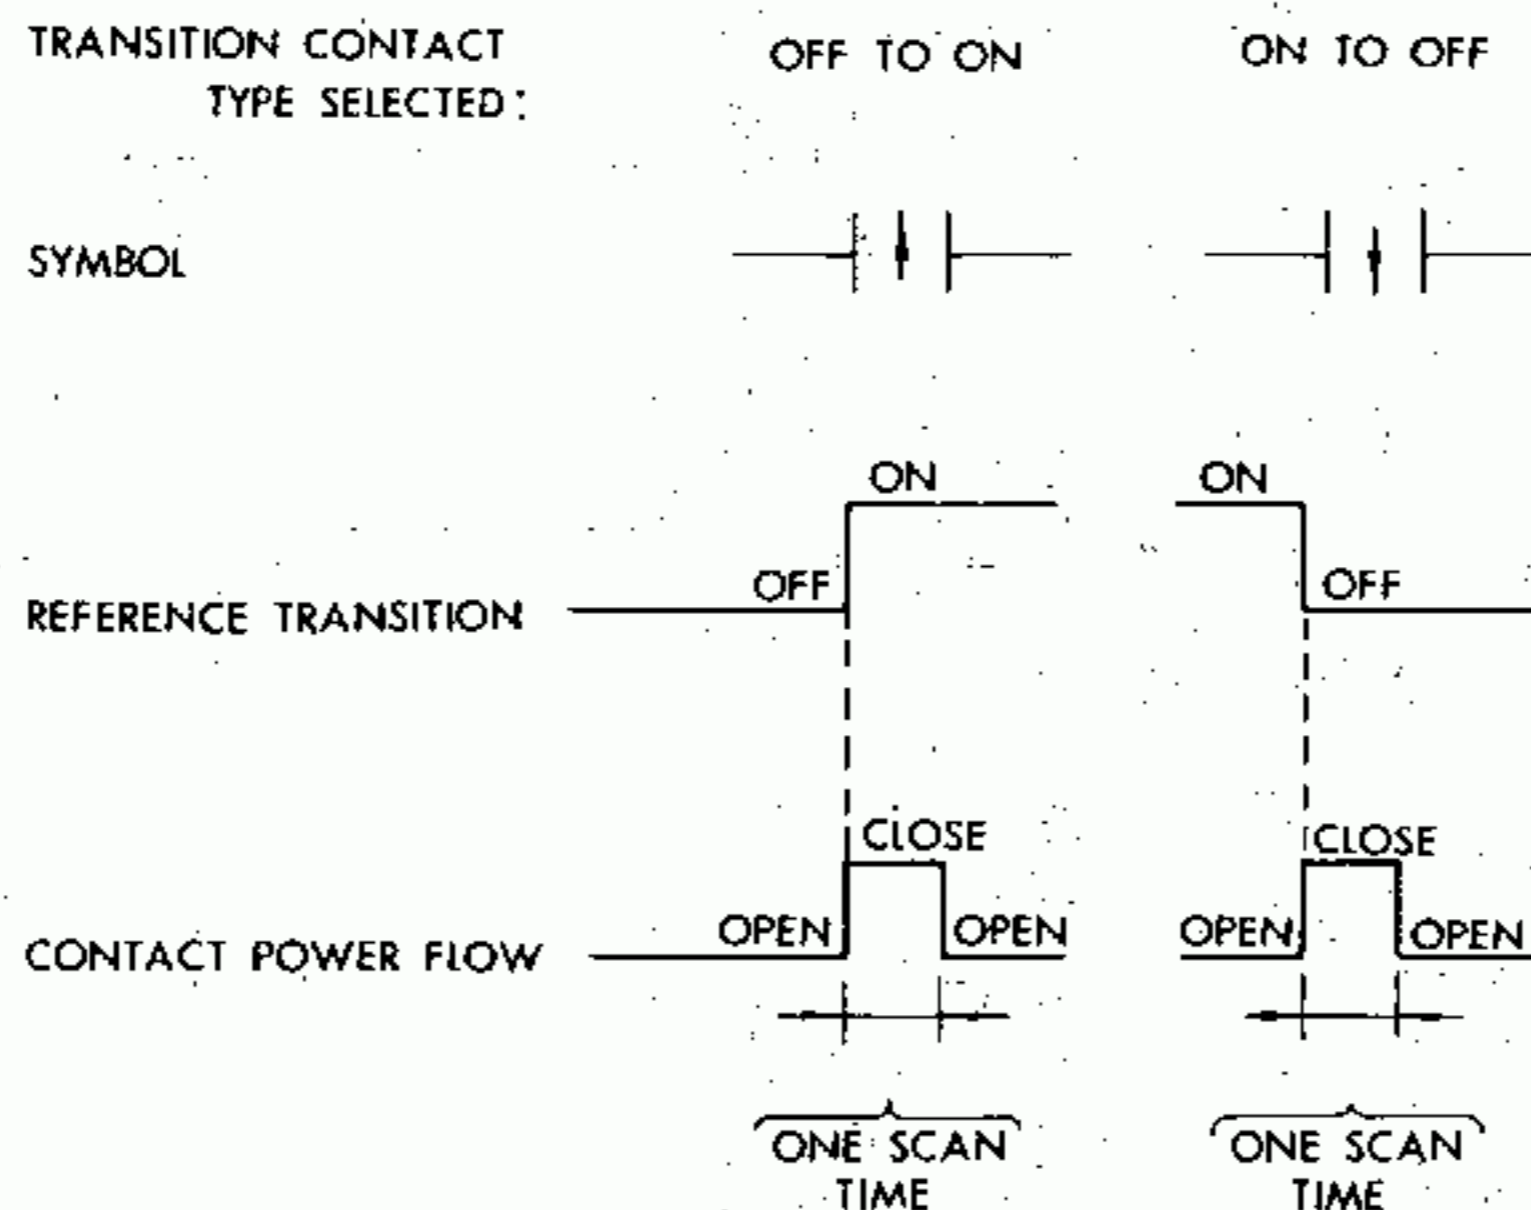 TRANSITION CONTACT
TYPE SELECTED:
OFF TO ON
ON TO OFF
SYMBOL
ON
ON
OFF
OFF
REFERENCE TRANSITION
CLOSE
CLOSE
OPEN
OPEN
OPEN
OPEN
CONTACT POWER FLOW
ONE SCAN
TIME
ONE SCAN
TIME